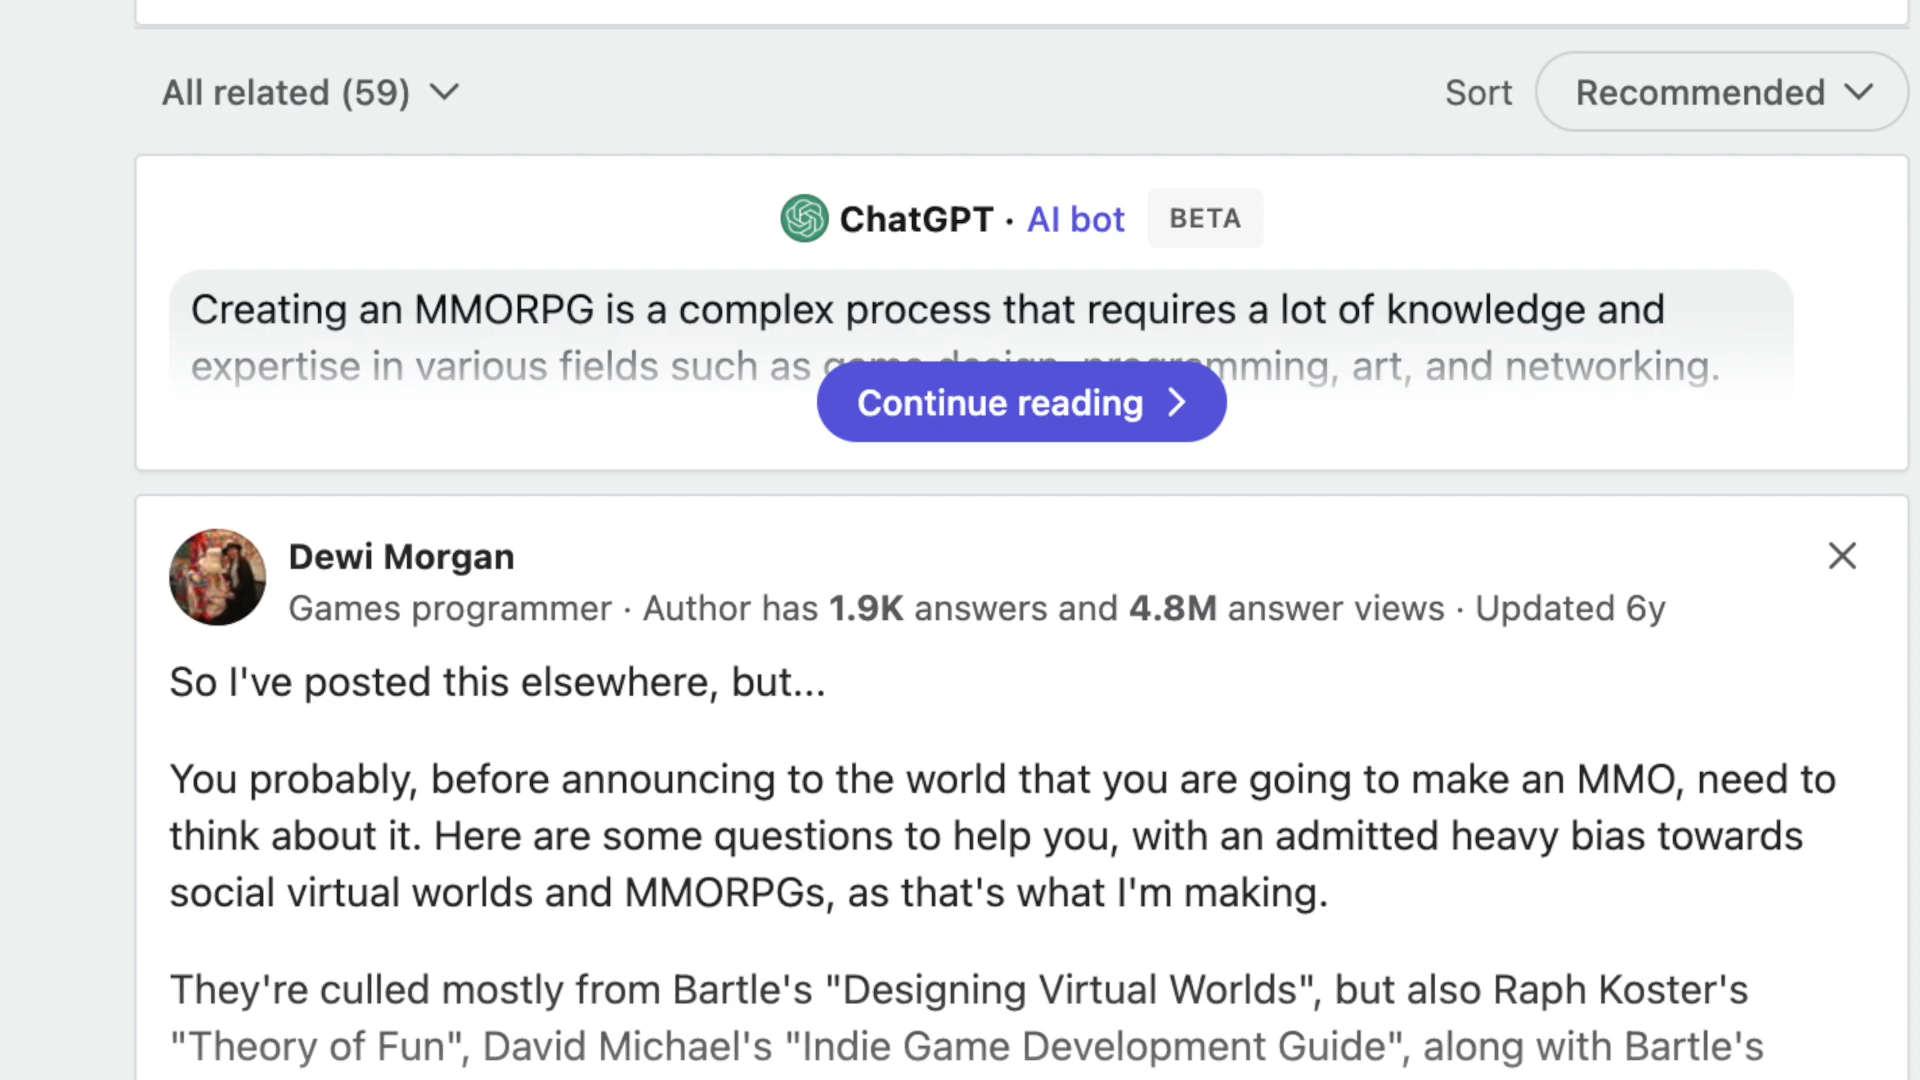 All related (59)
Sort Recommended
ChatGPT · AI bot BETA
Creating an MMORPG is a complex process that requires a lot of knowledge and
expertise in various fields such as game design, programming, art, and networking.
Continue reading
Dewi Morgan
Games programmer · Author has 1.9K answers and 4.8M answer views · Updated 6y
So I've posted this elsewhere, but...
You probably, before announcing to the world that you are going to make an MMO, need to
think about it. Here are some questions to help you, with an admitted heavy bias towards
social virtual worlds and MMORPGs, as that's what I'm making.
They're culled mostly from Bartle's "Designing Virtual Worlds", but also Raph Koster's
"Theory of Fun", David Michael's "Indie Game Development Guide", along with Bartle's